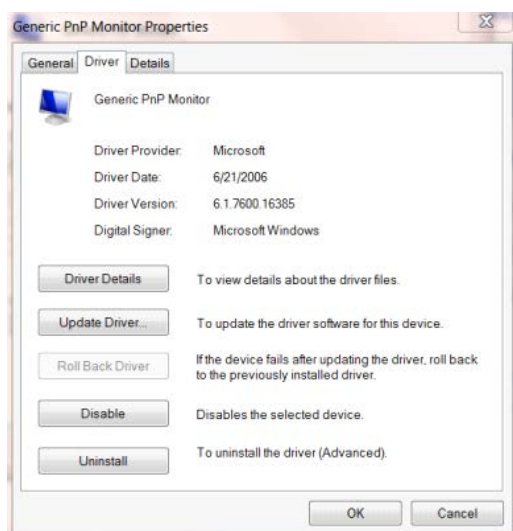 Generic PnP Monitor Properties
General Driver Details
Generic PnP Monitor
Driver Provider: Microsoft
Driver Date: 6/21/2006
Driver Version: 6.1.7600.16385
Digital Signer: Microsoft Windows
Driver Details To view details about the driver files.
Update Driver... To update the driver software for this device.
Roll Back Driver If the device fails after updating the driver, roll back
to the previously installed driver.
Disable Disables the selected device.
Uninstall To uninstall the driver (Advanced).
OK Cancel